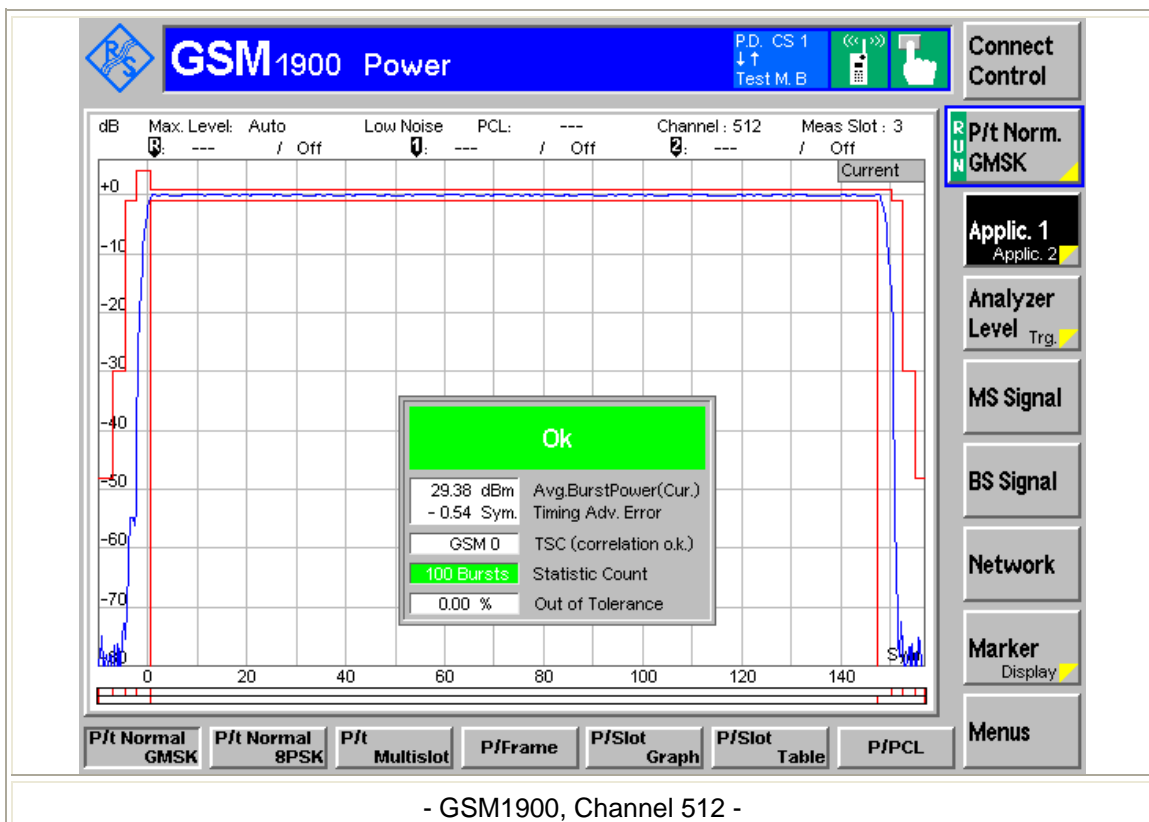 R&S
GSM1900 Power
P.D. CS 1
↓↑
Test M. B
Connect
Control
dB Max. Level: Auto Low Noise PCL: --- Channel : 512 Meas Slot : 3
R: --- / Off 1: --- / Off 2: --- / Off
Current
RUN
P/t Norm.
GMSK
+0
-10
-20
-30
-40
-50
-60
-70
Applic. 1
Applic. 2
Analyzer
Level Trg.
MS Signal
BS Signal
Network
Marker
Display
Menus
Ok
29.38 dBm Avg.BurstPower(Cur.)
- 0.54 Sym. Timing Adv. Error
GSM 0 TSC (correlation o.k.)
100 Bursts Statistic Count
0.00 % Out of Tolerance
0 20 40 60 80 100 120 140
P/t Normal
GMSK
P/t Normal
8PSK
P/t
Multislot
P/Frame
P/Slot
Graph
P/Slot
Table
P/PCL
- GSM1900, Channel 512 -